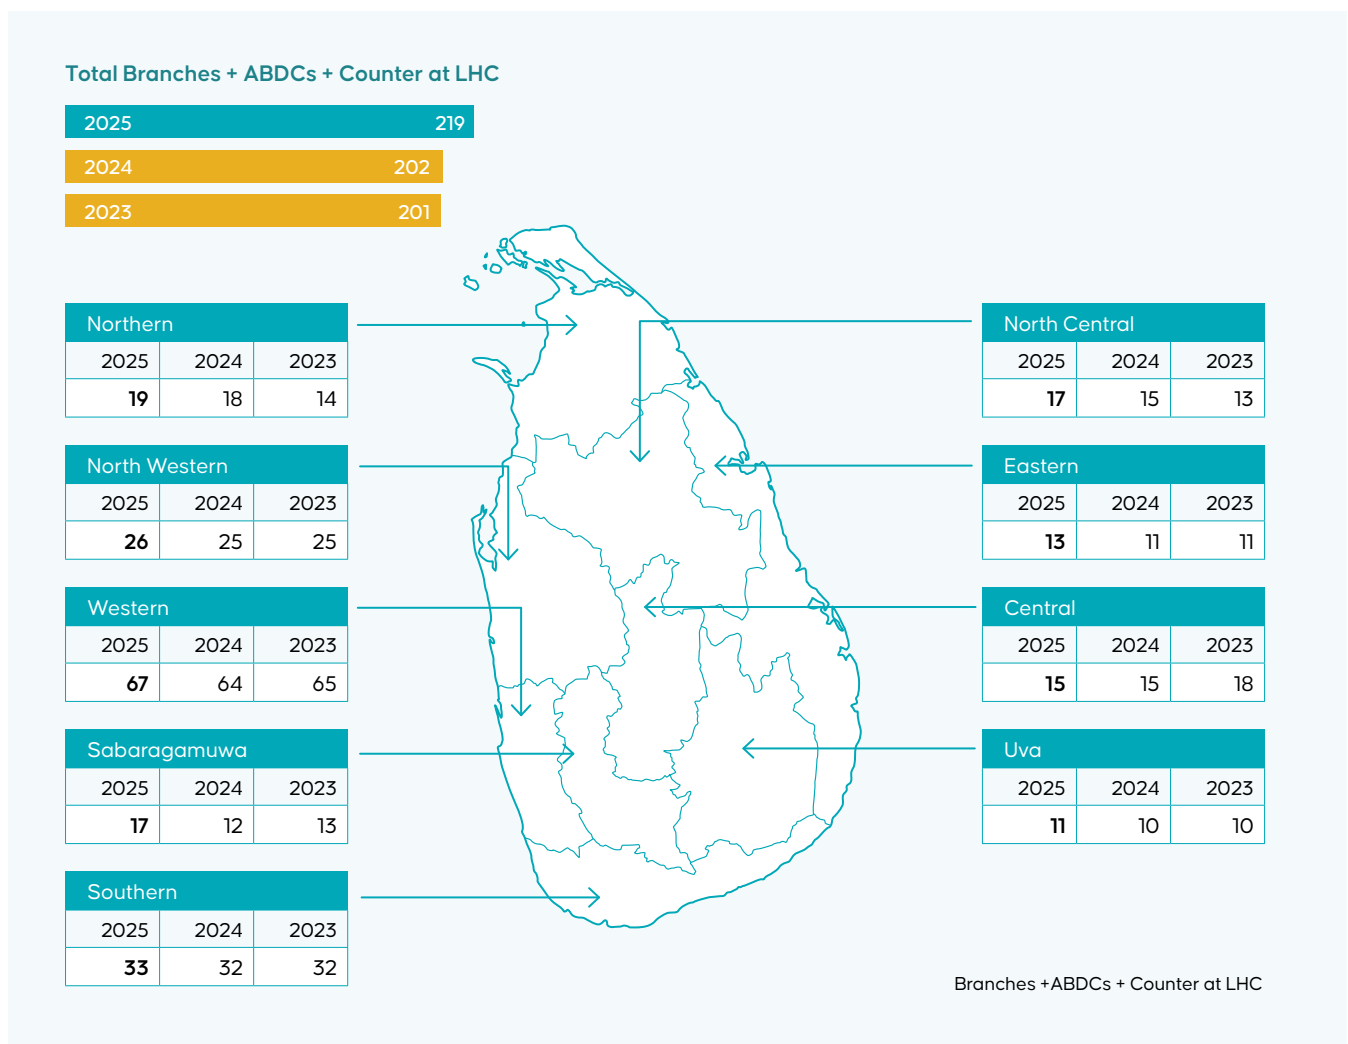 Total Branches + ABDCs + Counter at LHC
2025 219
2024 202
2023 201
Northern
2025 2024 2023
19 18 14
North Western
2025 2024 2023
26 25 25
Western
2025 2024 2023
67 64 65
Sabaragamuwa
2025 2024 2023
17 12 13
Southern
2025 2024 2023
33 32 32
North Central
2025 2024 2023
17 15 13
Eastern
2025 2024 2023
13 11 11
Central
2025 2024 2023
15 15 18
Uva
2025 2024 2023
11 10 10
Branches +ABDCs + Counter at LHC